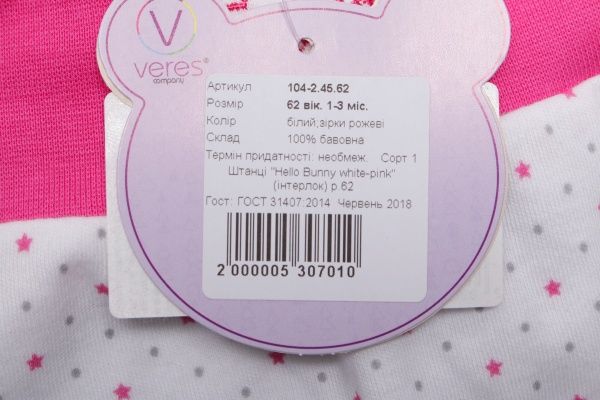 V
veres®
company
Артикул 104-2.45.62
Розмір 62 вік. 1-3 міс.
Колір білий,зірки рожеві
Склад 100% бавовна
Термін придатності: необмеж. Сорт 1
Штанці "Hello Bunny white-pink"
(інтерлок) р.62
Гост: ГОСТ 31407:2014 Червень 2018
2 000005 307010